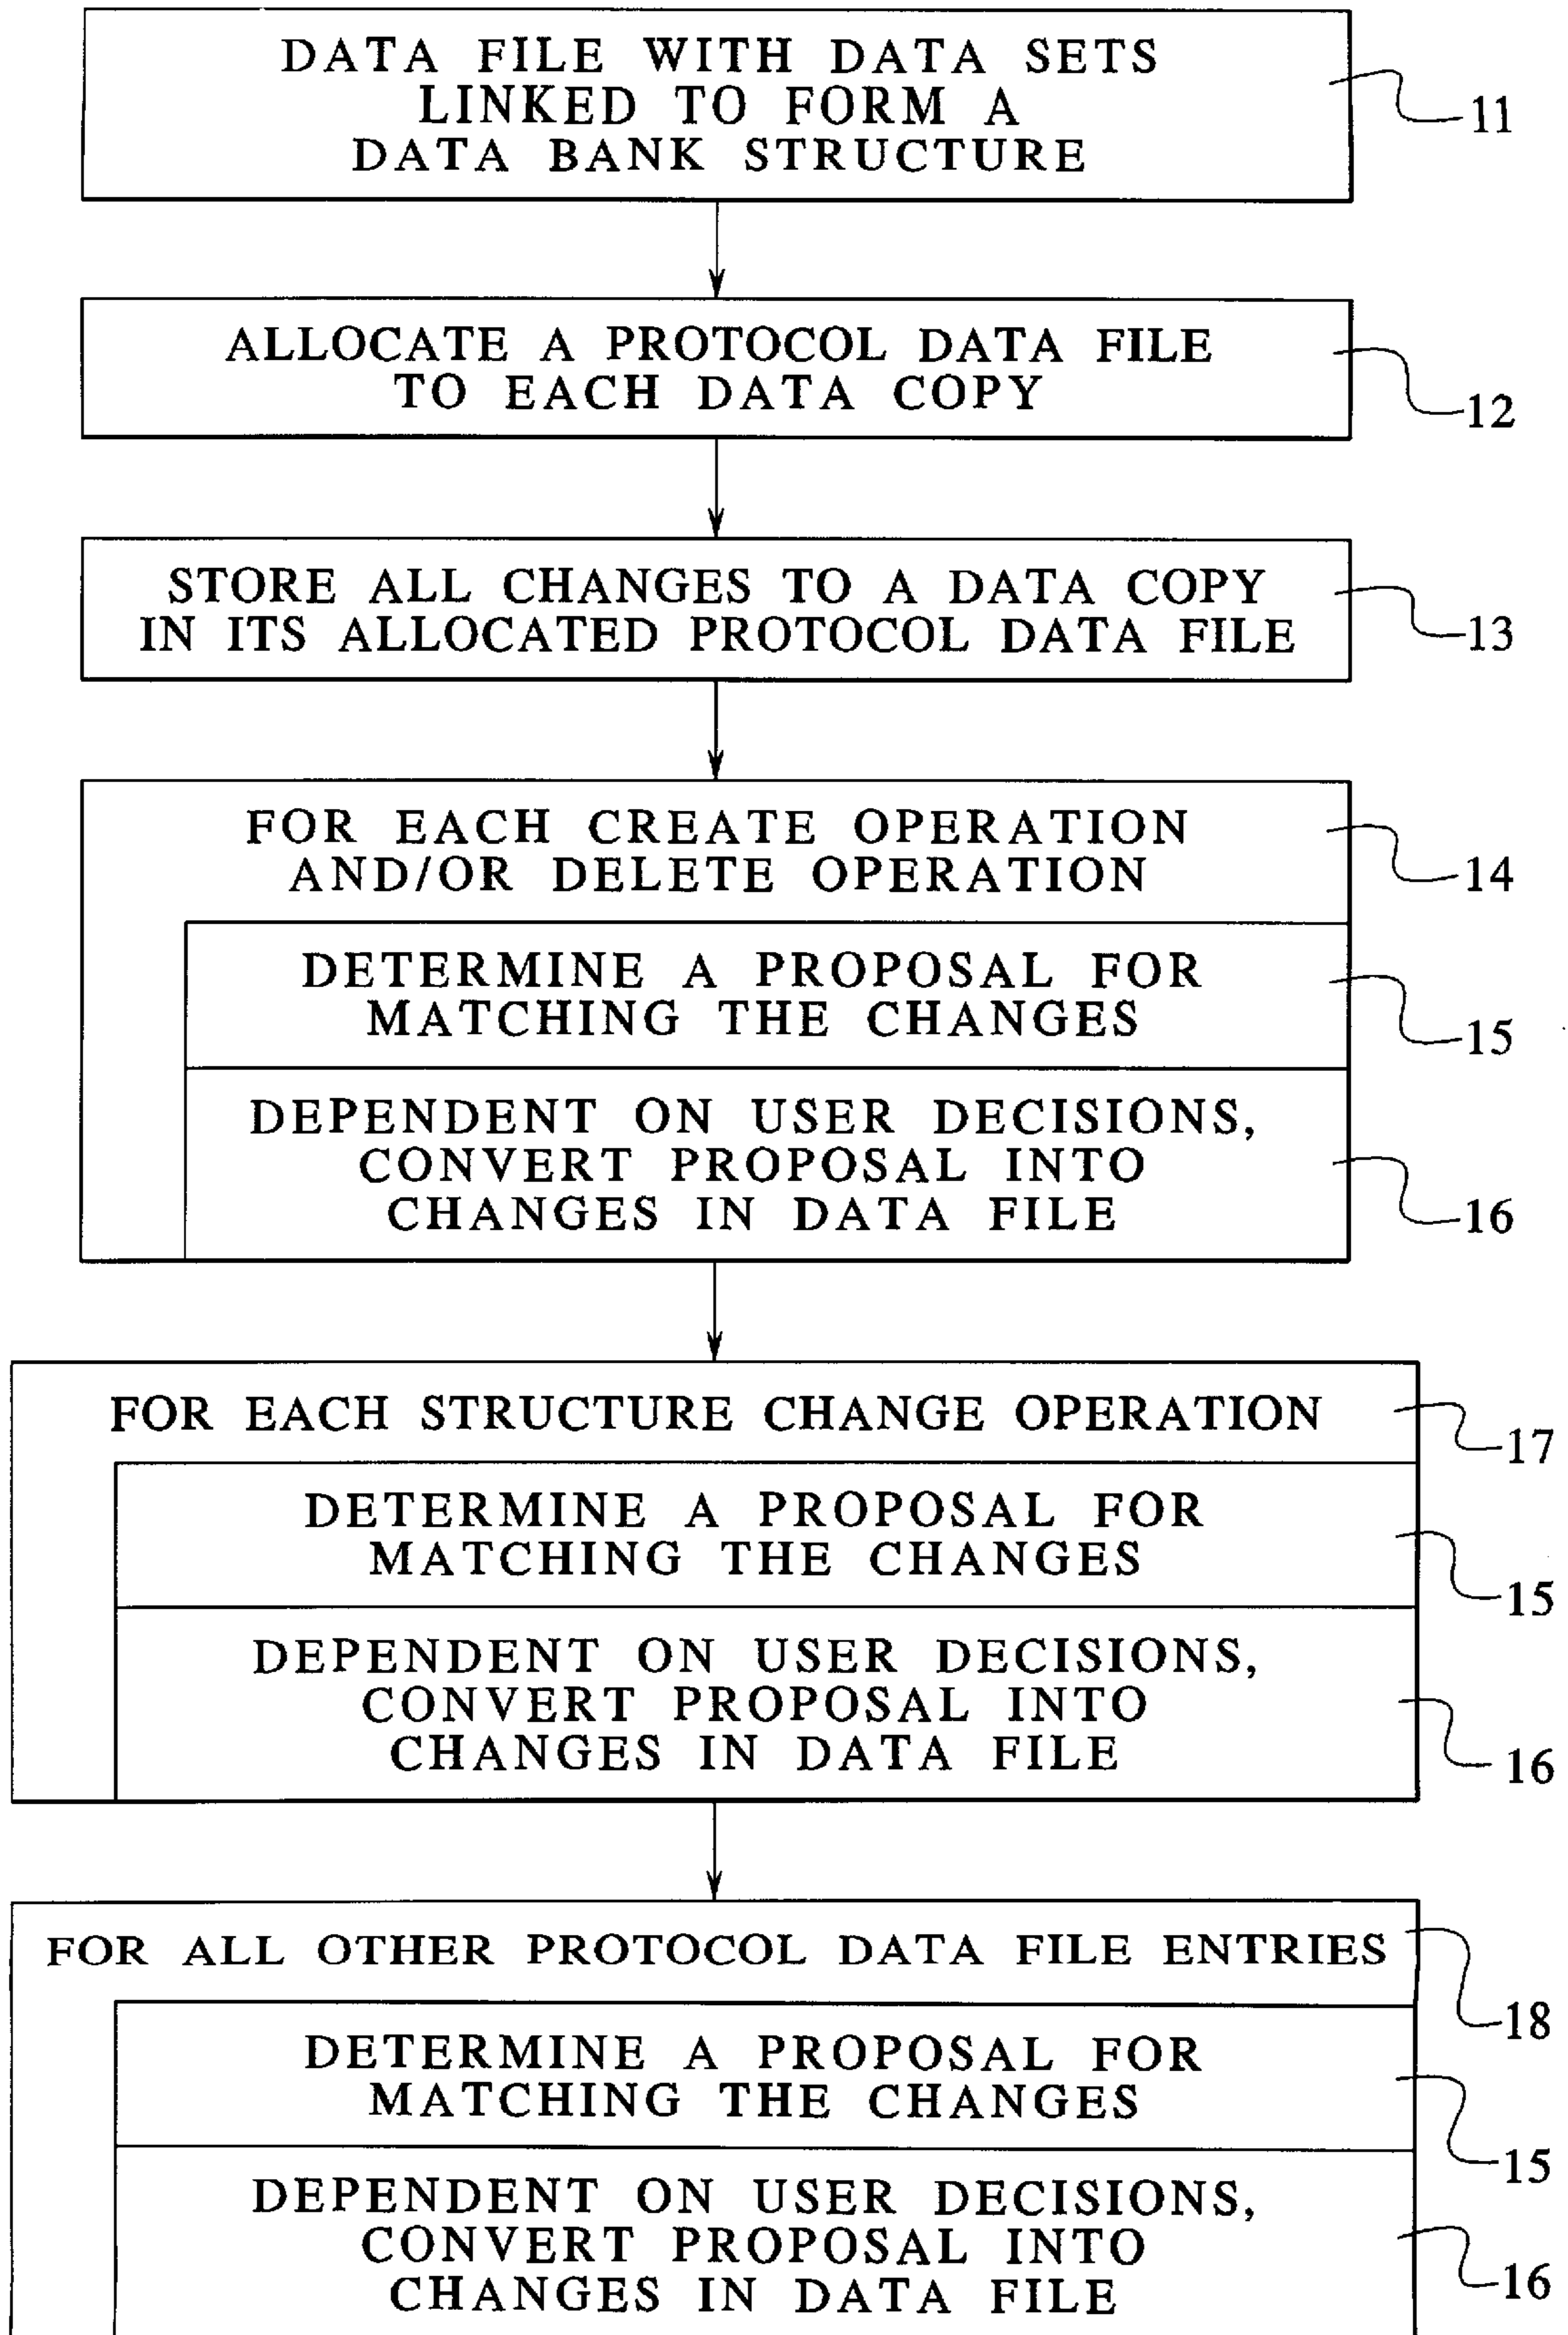 DATA FILE WITH DATA SETS
LINKED TO FORM A
DATA BANK STRUCTURE
11
ALLOCATE A PROTOCOL DATA FILE
TO EACH DATA COPY
12
STORE ALL CHANGES TO A DATA COPY
IN ITS ALLOCATED PROTOCOL DATA FILE
13
FOR EACH CREATE OPERATION
AND/OR DELETE OPERATION
14
DETERMINE A PROPOSAL FOR
MATCHING THE CHANGES
15
DEPENDENT ON USER DECISIONS,
CONVERT PROPOSAL INTO
CHANGES IN DATA FILE
16
FOR EACH STRUCTURE CHANGE OPERATION
17
DETERMINE A PROPOSAL FOR
MATCHING THE CHANGES
15
DEPENDENT ON USER DECISIONS,
CONVERT PROPOSAL INTO
CHANGES IN DATA FILE
16
FOR ALL OTHER PROTOCOL DATA FILE ENTRIES
18
DETERMINE A PROPOSAL FOR
MATCHING THE CHANGES
15
DEPENDENT ON USER DECISIONS,
CONVERT PROPOSAL INTO
CHANGES IN DATA FILE
16